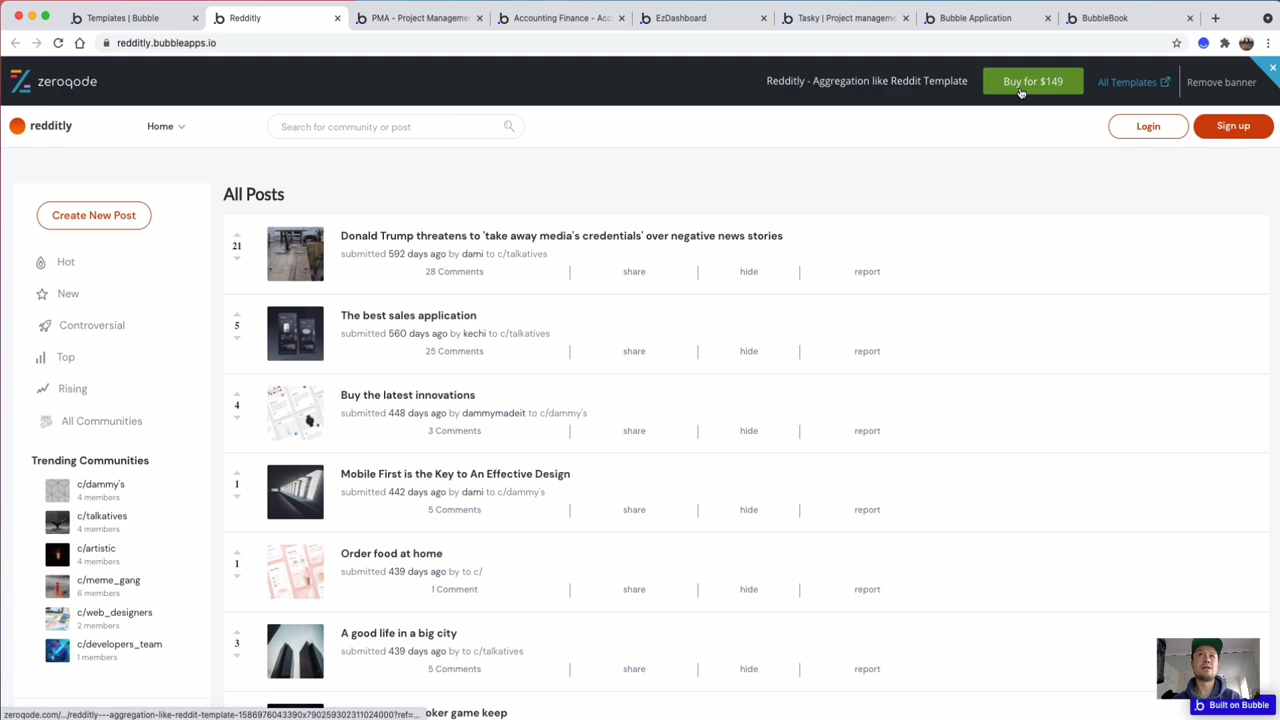 Templates | Bubble
Redditly
PMA - Project Manageme
Accounting Finance - Acc
EzDashboard
Tasky | Project manageme
Bubble Application
BubbleBook
redditly.bubbleapps.io
zeroqode
Redditly - Aggregation like Reddit Template
Buy for $149
All Templates
Remove banner
redditly
Home
Search for community or post
Login
Sign up
Create New Post
Hot
New
Controversial
Top
Rising
All Communities
Trending Communities
c/dammy's
4 members
c/talkatives
4 members
c/artistic
4 members
c/meme_gang
6 members
c/web_designers
2 members
c/developers_team
1 members
All Posts
21
Donald Trump threatens to 'take away media's credentials' over negative news stories
submitted 592 days ago by dami to c/talkatives
28 Comments | share | hide | report
5
The best sales application
submitted 560 days ago by kechi to c/talkatives
25 Comments | share | hide | report
4
Buy the latest innovations
submitted 448 days ago by dammymadeit to c/dammy's
3 Comments | share | hide | report
1
Mobile First is the Key to An Effective Design
submitted 442 days ago by dami to c/dammy's
5 Comments | share | hide | report
1
Order food at home
submitted 439 days ago by to c/
1 Comment | share | hide | report
3
A good life in a big city
submitted 439 days ago by to c/talkatives
5 Comments | share | hide | report
oker game keep
zeroqode.com/.../redditly---aggregation-like-reddit-template-1586976043390x790259302311024000?ref=...
Built on Bubble